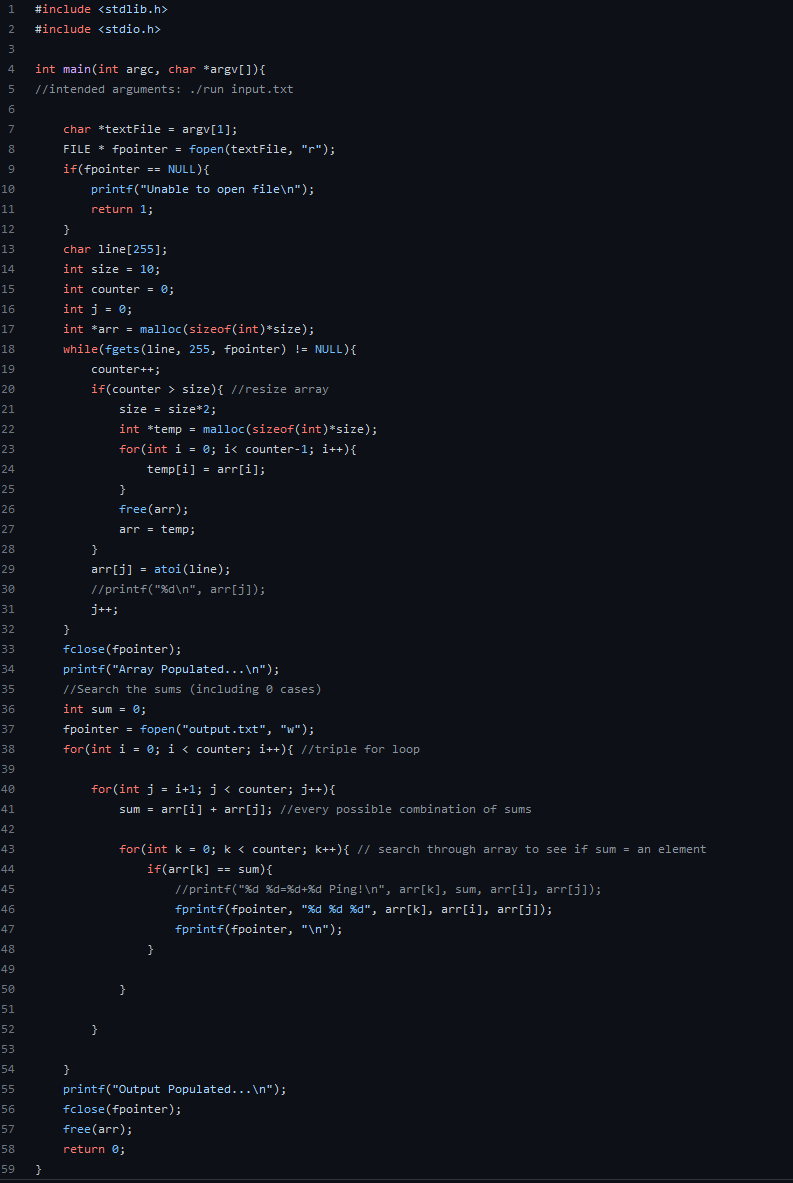 1 #include <stdlib.h>
2 #include <stdio.h>
3
4 int main(int argc, char *argv[]){
5 //intended arguments: ./run input.txt
6
7     char *textFile = argv[1];
8     FILE * fpointer = fopen(textFile, "r");
9     if(fpointer == NULL){
10         printf("Unable to open file\n");
11         return 1;
12     }
13     char line[255];
14     int size = 10;
15     int counter = 0;
16     int j = 0;
17     int *arr = malloc(sizeof(int)*size);
18     while(fgets(line, 255, fpointer) != NULL){
19         counter++;
20         if(counter > size){ //resize array
21             size = size*2;
22             int *temp = malloc(sizeof(int)*size);
23             for(int i = 0; i< counter-1; i++){
24                 temp[i] = arr[i];
25             }
26             free(arr);
27             arr = temp;
28         }
29         arr[j] = atoi(line);
30         //printf("%d\n", arr[j]);
31         j++;
32     }
33     fclose(fpointer);
34     printf("Array Populated...\n");
35     //Search the sums (including 0 cases)
36     int sum = 0;
37     fpointer = fopen("output.txt", "w");
38     for(int i = 0; i < counter; i++){ //triple for loop
39
40         for(int j = i+1; j < counter; j++){
41             sum = arr[i] + arr[j]; //every possible combination of sums
42
43             for(int k = 0; k < counter; k++){ // search through array to see if sum = an element
44                 if(arr[k] == sum){
45                     //printf("%d %d=%d+%d Ping!\n", arr[k], sum, arr[i], arr[j]);
46                     fprintf(fpointer, "%d %d %d", arr[k], arr[i], arr[j]);
47                     fprintf(fpointer, "\n");
48                 }
49
50             }
51
52         }
53
54     }
55     printf("Output Populated...\n");
56     fclose(fpointer);
57     free(arr);
58     return 0;
59 }